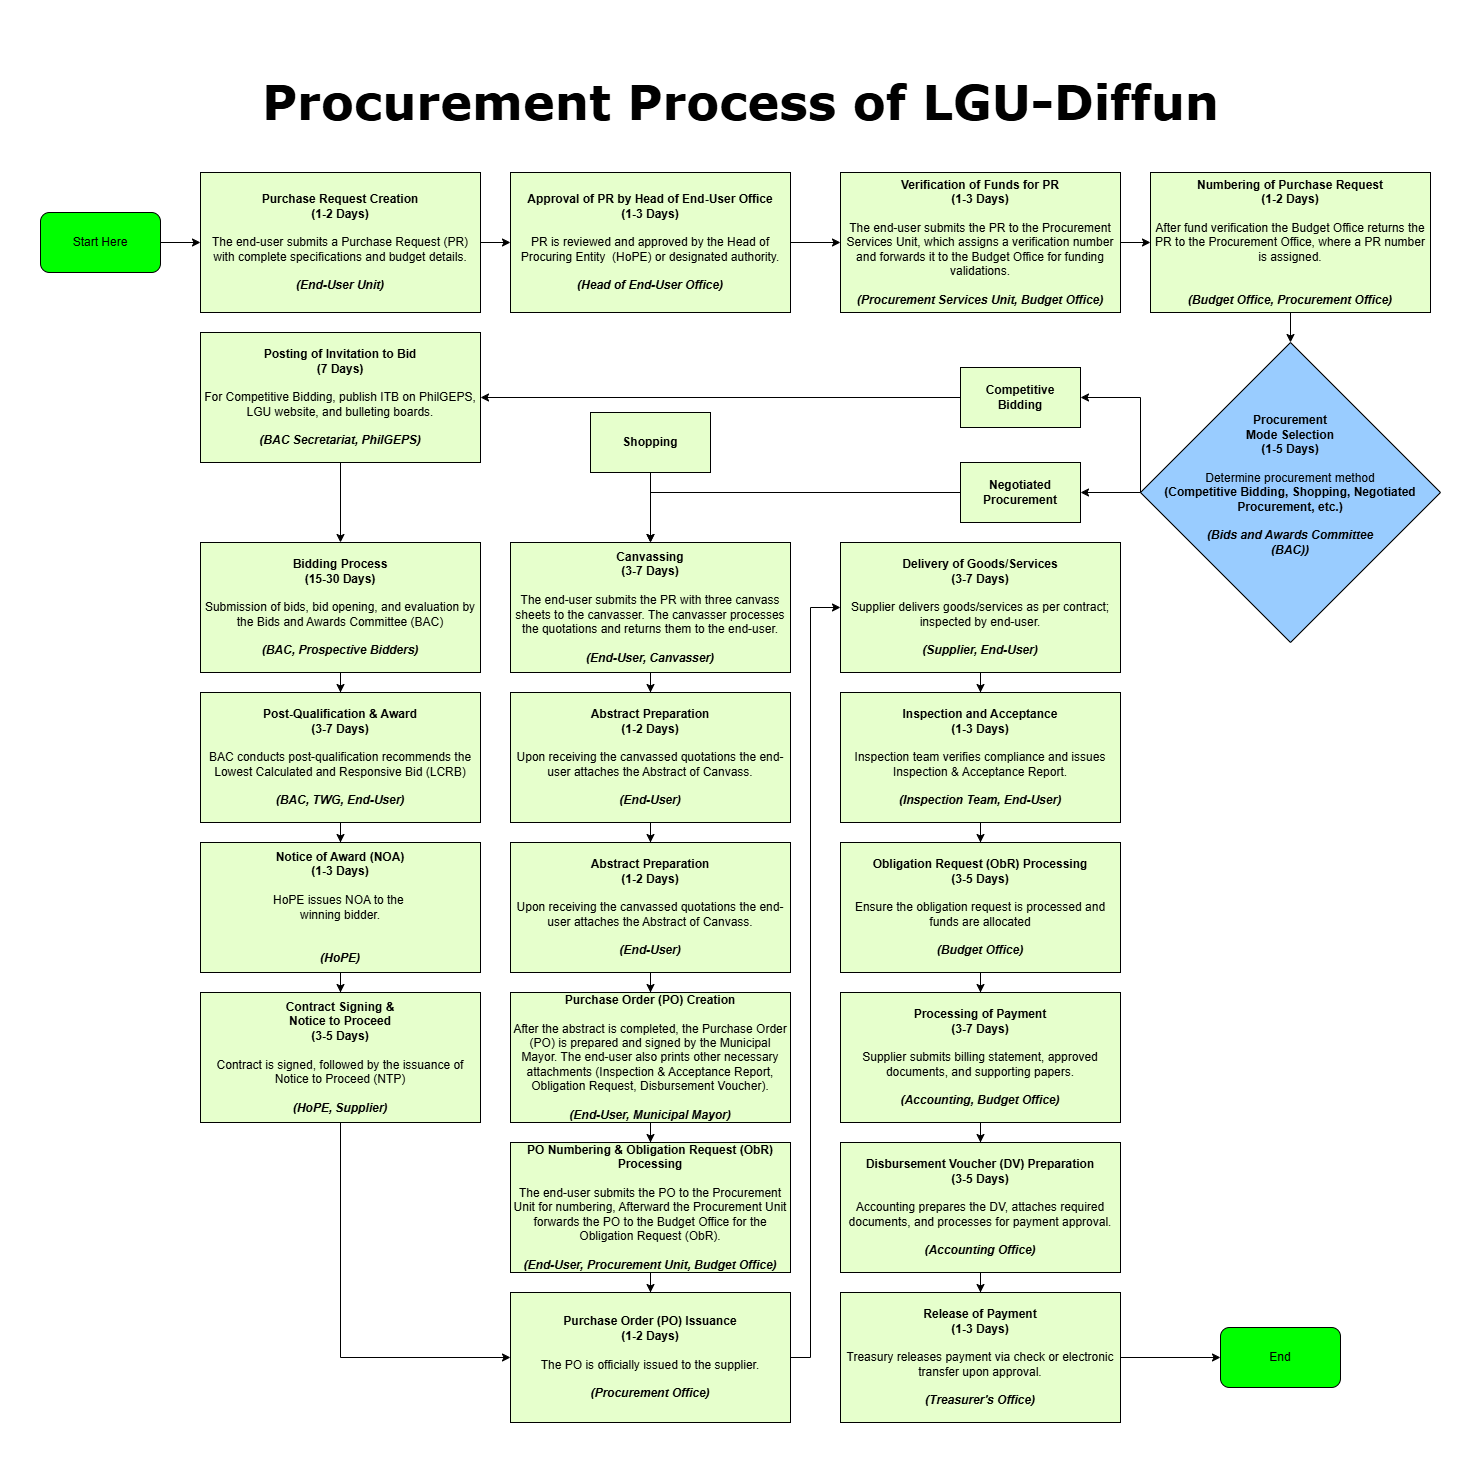 Procurement Process of LGU-Diffun
Start Here
Purchase Request Creation
(1-2 Days)
The end-user submits a Purchase Request (PR)
with complete specifications and budget details.
(End-User Unit)
Approval of PR by Head of End-User Office
(1-3 Days)
PR is reviewed and approved by the Head of
Procuring Entity (HoPE) or designated authority.
(Head of End-User Office)
Verification of Funds for PR
(1-3 Days)
The end-user submits the PR to the Procurement
Services Unit, which assigns a verification number
and forwards it to the Budget Office for funding
validations.
(Procurement Services Unit, Budget Office)
Numbering of Purchase Request
(1-2 Days)
After fund verification the Budget Office returns the
PR to the Procurement Office, where a PR number
is assigned.
(Budget Office, Procurement Office)
Procurement
Mode Selection
(1-5 Days)
Determine procurement method
(Competitive Bidding, Shopping, Negotiated
Procurement, etc.)
(Bids and Awards Committee
(BAC))
Competitive
Bidding
Negotiated
Procurement
Shopping
Posting of Invitation to Bid
(7 Days)
For Competitive Bidding, publish ITB on PhilGEPS,
LGU website, and bulleting boards.
(BAC Secretariat, PhilGEPS)
Bidding Process
(15-30 Days)
Submission of bids, bid opening, and evaluation by
the Bids and Awards Committee (BAC)
(BAC, Prospective Bidders)
Post-Qualification & Award
(3-7 Days)
BAC conducts post-qualification recommends the
Lowest Calculated and Responsive Bid (LCRB)
(BAC, TWG, End-User)
Notice of Award (NOA)
(1-3 Days)
HoPE issues NOA to the
winning bidder.
(HoPE)
Contract Signing &
Notice to Proceed
(3-5 Days)
Contract is signed, followed by the issuance of
Notice to Proceed (NTP)
(HoPE, Supplier)
Canvassing
(3-7 Days)
The end-user submits the PR with three canvass
sheets to the canvasser. The canvasser processes
the quotations and returns them to the end-user.
(End-User, Canvasser)
Abstract Preparation
(1-2 Days)
Upon receiving the canvassed quotations the end-
user attaches the Abstract of Canvass.
(End-User)
Abstract Preparation
(1-2 Days)
Upon receiving the canvassed quotations the end-
user attaches the Abstract of Canvass.
(End-User)
Purchase Order (PO) Creation
After the abstract is completed, the Purchase Order
(PO) is prepared and signed by the Municipal
Mayor. The end-user also prints other necessary
attachments (Inspection & Acceptance Report,
Obligation Request, Disbursement Voucher).
(End-User, Municipal Mayor)
PO Numbering & Obligation Request (ObR)
Processing
The end-user submits the PO to the Procurement
Unit for numbering, Afterward the Procurement Unit
forwards the PO to the Budget Office for the
Obligation Request (ObR).
(End-User, Procurement Unit, Budget Office)
Purchase Order (PO) Issuance
(1-2 Days)
The PO is officially issued to the supplier.
(Procurement Office)
Delivery of Goods/Services
(3-7 Days)
Supplier delivers goods/services as per contract;
inspected by end-user.
(Supplier, End-User)
Inspection and Acceptance
(1-3 Days)
Inspection team verifies compliance and issues
Inspection & Acceptance Report.
(Inspection Team, End-User)
Obligation Request (ObR) Processing
(3-5 Days)
Ensure the obligation request is processed and
funds are allocated
(Budget Office)
Processing of Payment
(3-7 Days)
Supplier submits billing statement, approved
documents, and supporting papers.
(Accounting, Budget Office)
Disbursement Voucher (DV) Preparation
(3-5 Days)
Accounting prepares the DV, attaches required
documents, and processes for payment approval.
(Accounting Office)
Release of Payment
(1-3 Days)
Treasury releases payment via check or electronic
transfer upon approval.
(Treasurer's Office)
End